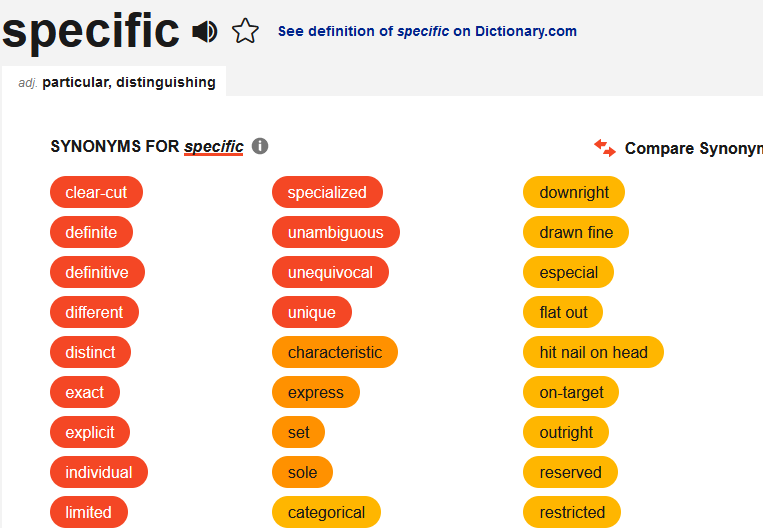 specific See definition of specific on Dictionary.com
adj. particular, distinguishing
SYNONYMS FOR specific
Compare Synonym
clear-cut
definite
definitive
different
distinct
exact
explicit
individual
limited
specialized
unambiguous
unequivocal
unique
characteristic
express
set
sole
categorical
downright
drawn fine
especial
flat out
hit nail on head
on-target
outright
reserved
restricted